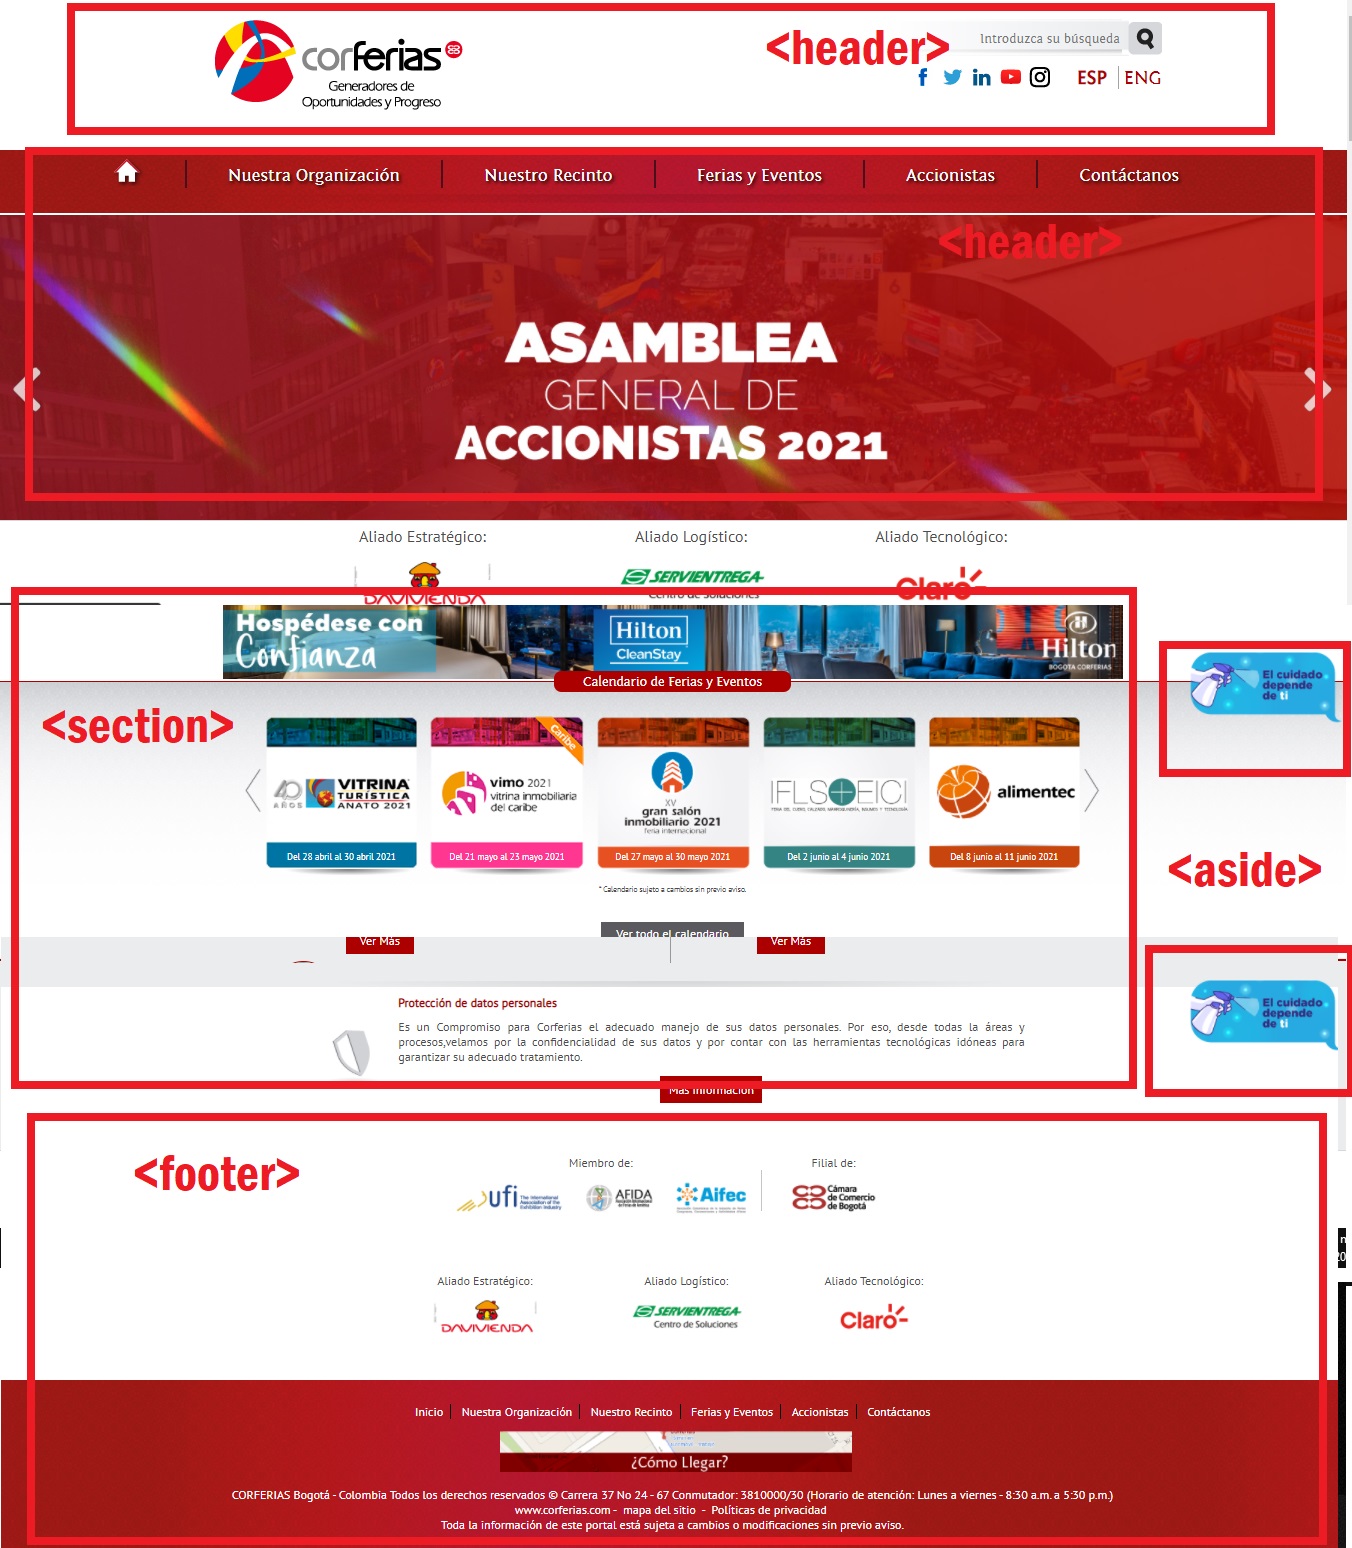 <header>
Introduzca su búsqueda
corferias
Generadores de
Oportunidades y Progreso
ESP ENG
Nuestra Organización Nuestro Recinto Ferias y Eventos Accionistas Contáctanos
<header>
ASAMBLEA
GENERAL DE
ACCIONISTAS 2021
Aliado Estratégico: Aliado Logístico: Aliado Tecnológico:
DAVIVIENDA
SERVIENTREGA
Centro de Soluciones
Claro
Hospédese con
Confianza
Hilton
CleanStay
Hilton
BOGOTA CORFERIAS
Calendario de Ferias y Eventos
El cuidado
depende
de ti
<section>
40
AÑOS
VITRINA
TURÍSTICA
ANATO 2021
Del 28 abril al 30 abril 2021
Caribe
vimo 2021
vitrina inmobiliaria
del caribe
Del 21 mayo al 23 mayo 2021
XV
gran salón
inmobiliario 2021
feria internacional
Del 27 mayo al 30 mayo 2021
IFLS+EICI
Del 2 junio al 4 junio 2021
alimentec
Del 8 junio al 11 junio 2021
<aside>
* Calendario sujeto a cambios sin previo aviso.
Ver todo el calendario
Ver Más Ver Más
El cuidado
depende
de ti
Protección de datos personales
Es un Compromiso para Corferias el adecuado manejo de sus datos personales. Por eso, desde todas la áreas y
procesos,velamos por la confidencialidad de sus datos y por contar con las herramientas tecnológicas idóneas para
garantizar su adecuado tratamiento.
Más información
<footer>
Miembro de: Filial de:
ufi
The International
Association of the
Exhibition Industry
AFIDA
Aifec
Cámara
de Comercio
de Bogotá
Aliado Estratégico: Aliado Logístico: Aliado Tecnológico:
DAVIVIENDA
SERVIENTREGA
Centro de Soluciones
Claro
Inicio Nuestra Organización Nuestro Recinto Ferias y Eventos Accionistas Contáctanos
¿Cómo Llegar?
CORFERIAS Bogotá - Colombia Todos los derechos reservados © Carrera 37 No 24 - 67 Conmutador: 3810000/30 (Horario de atención: Lunes a viernes - 8:30 a.m. a 5:30 p.m.)
www.corferias.com - mapa del sitio - Políticas de privacidad
Toda la información de este portal está sujeta a cambios o modificaciones sin previo aviso.